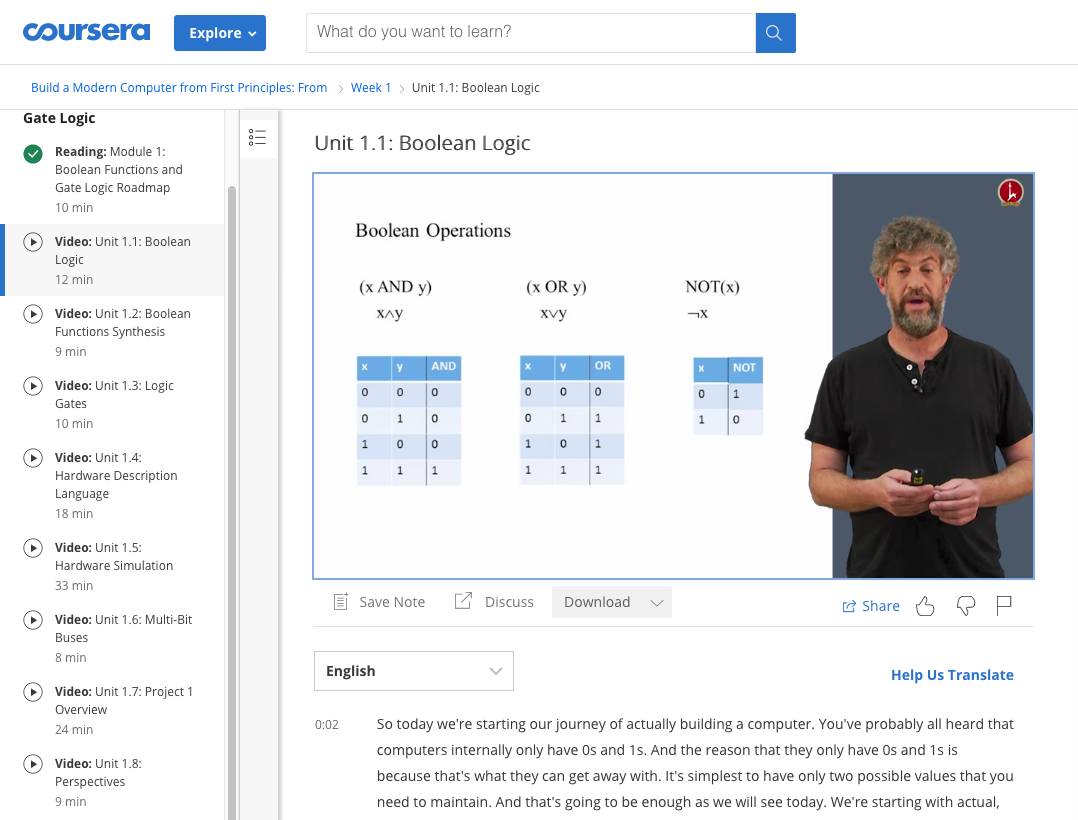 coursera
Explore
What do you want to learn?
Build a Modern Computer from First Principles: From
Week 1
Unit 1.1: Boolean Logic
Gate Logic
Reading: Module 1:
Boolean Functions and
Gate Logic Roadmap
10 min
Video: Unit 1.1: Boolean
Logic
12 min
Video: Unit 1.2: Boolean
Functions Synthesis
9 min
Video: Unit 1.3: Logic
Gates
10 min
Video: Unit 1.4:
Hardware Description
Language
18 min
Video: Unit 1.5:
Hardware Simulation
33 min
Video: Unit 1.6: Multi-Bit
Buses
8 min
Video: Unit 1.7: Project 1
Overview
24 min
Video: Unit 1.8:
Perspectives
9 min
Unit 1.1: Boolean Logic
Boolean Operations
(x AND y)
x∧y
x y AND
0 0 0
0 1 0
1 0 0
1 1 1
(x OR y)
x∨y
x y OR
0 0 0
0 1 1
1 0 1
1 1 1
NOT(x)
¬x
x NOT
0 1
1 0
Save Note
Discuss
Download
Share
English
Help Us Translate
0:02
So today we're starting our journey of actually building a computer. You've probably all heard that
computers internally only have 0s and 1s. And the reason that they only have 0s and 1s is
because that's what they can get away with. It's simplest to have only two possible values that you
need to maintain. And that's going to be enough as we will see today. We're starting with actual,